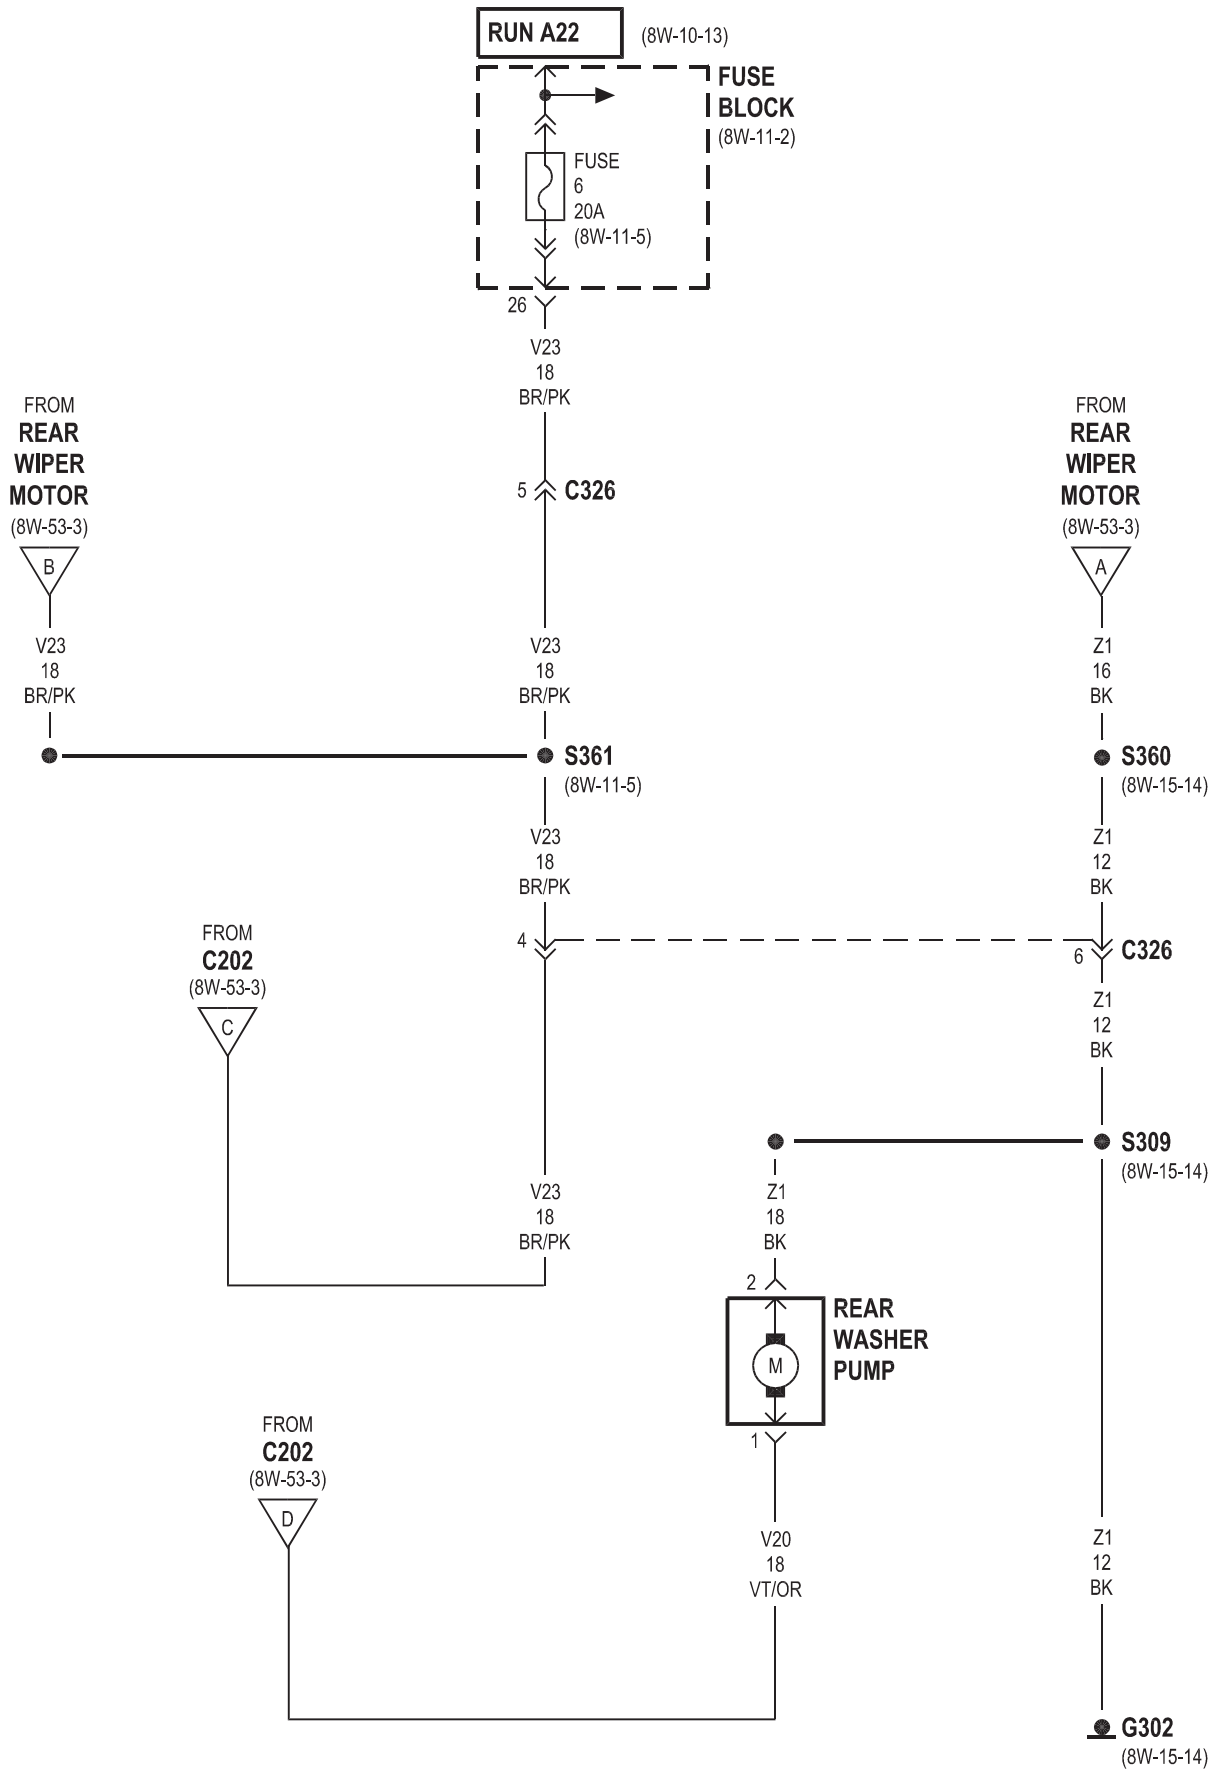 RUN A22
(8W-10-13)
FUSE
BLOCK
(8W-11-2)
FUSE
6
20A
(8W-11-5)
26
V23
18
BR/PK
FROM
REAR
WIPER
MOTOR
(8W-53-3)
B
5
C326
FROM
REAR
WIPER
MOTOR
(8W-53-3)
A
V23
18
BR/PK
V23
18
BR/PK
Z1
16
BK
S361
(8W-11-5)
S360
(8W-15-14)
V23
18
BR/PK
Z1
12
BK
4
6
C326
FROM
C202
(8W-53-3)
C
Z1
12
BK
S309
(8W-15-14)
V23
18
BR/PK
Z1
18
BK
2
REAR
WASHER
PUMP
M
1
FROM
C202
(8W-53-3)
D
V20
18
VT/OR
Z1
12
BK
G302
(8W-15-14)